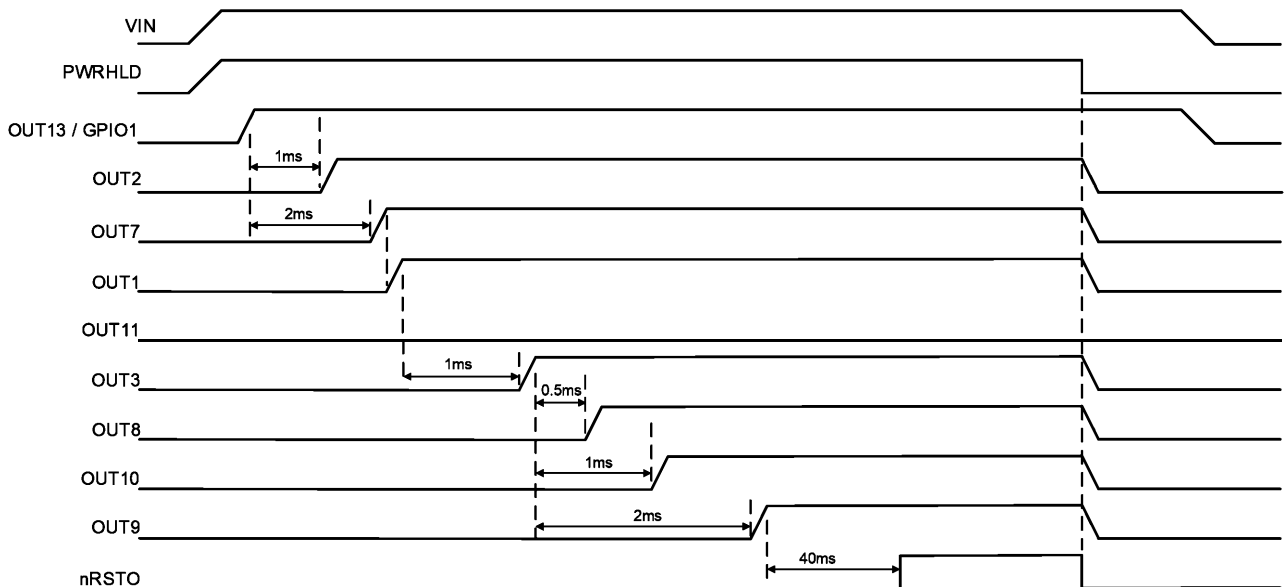 VIN
PWRHLD
OUT13 / GPIO1
1ms
OUT2
2ms
OUT7
OUT1
OUT11
1ms
OUT3
0.5ms
OUT8
1ms
OUT10
2ms
OUT9
40ms
nRSTO